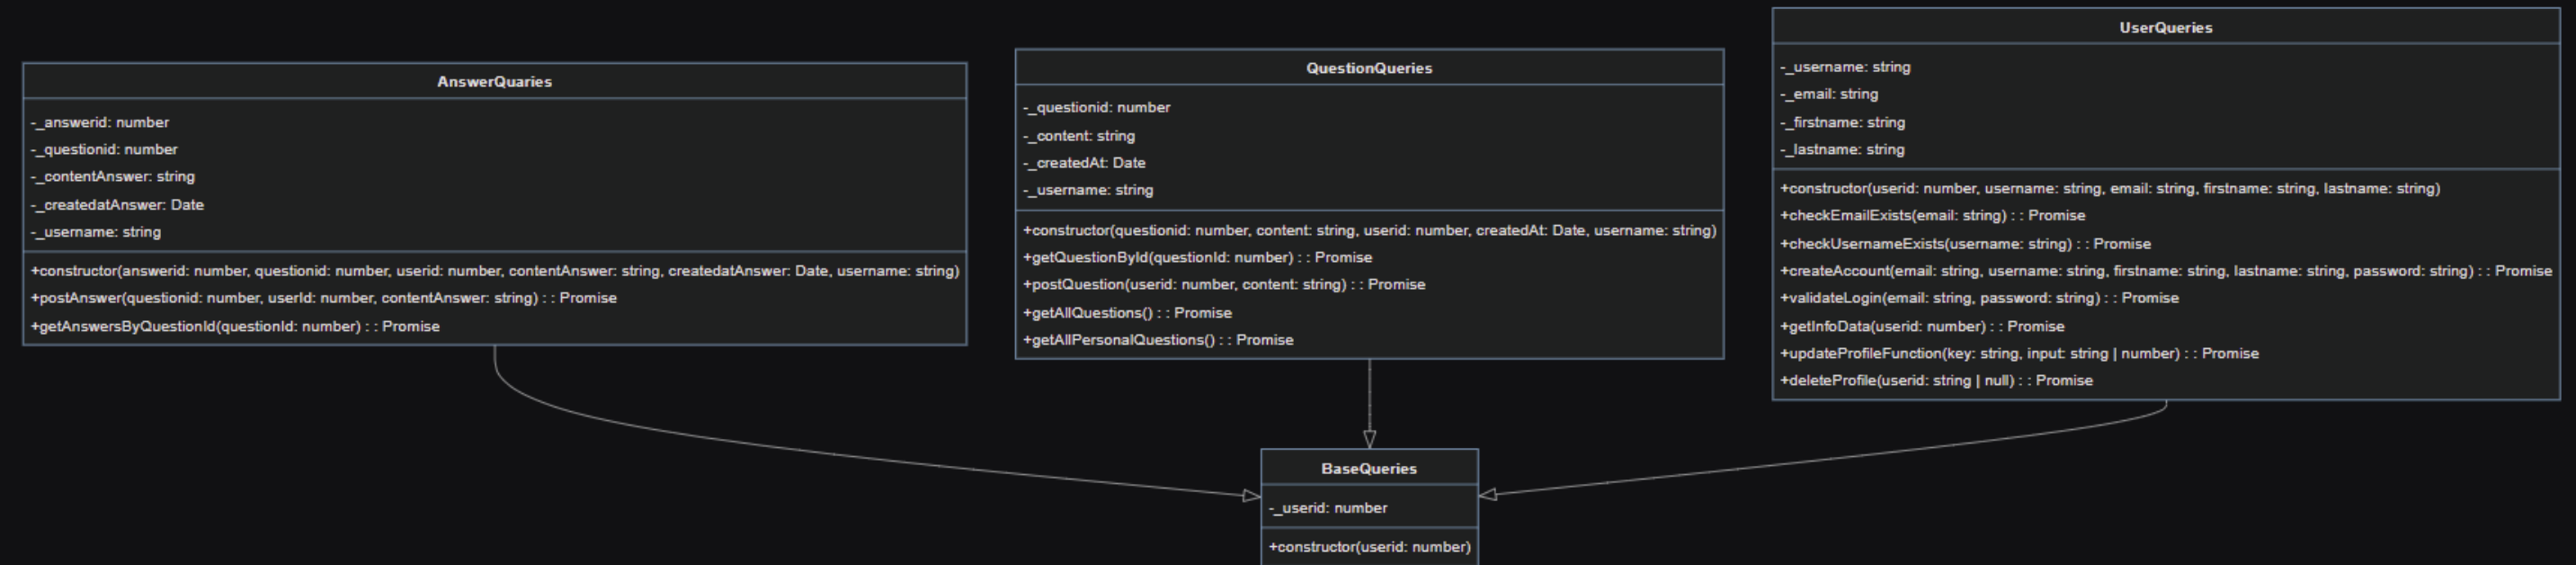 AnswerQuaries
-_answerid: number
-_questionid: number
-_contentAnswer: string
-_createdatAnswer: Date
-_username: string
+constructor(answerid: number, questionid: number, userid: number, contentAnswer: string, createdatAnswer: Date, username: string)
+postAnswer(questionid: number, userId: number, contentAnswer: string) : : Promise
+getAnswersByQuestionId(questionId: number) : : Promise
QuestionQueries
-_questionid: number
-_content: string
-_createdAt: Date
-_username: string
+constructor(questionid: number, content: string, userid: number, createdAt: Date, username: string)
+getQuestionById(questionId: number) : : Promise
+postQuestion(userid: number, content: string) : : Promise
+getAllQuestions() : : Promise
+getAllPersonalQuestions() : : Promise
UserQueries
-_username: string
-_email: string
-_firstname: string
-_lastname: string
+constructor(userid: number, username: string, email: string, firstname: string, lastname: string)
+checkEmailExists(email: string) : : Promise
+checkUsernameExists(username: string) : : Promise
+createAccount(email: string, username: string, firstname: string, lastname: string, password: string) : : Promise
+validateLogin(email: string, password: string) : : Promise
+getInfoData(userid: number) : : Promise
+updateProfileFunction(key: string, input: string | number) : : Promise
+deleteProfile(userid: string | null) : : Promise
BaseQueries
-_userid: number
+constructor(userid: number)